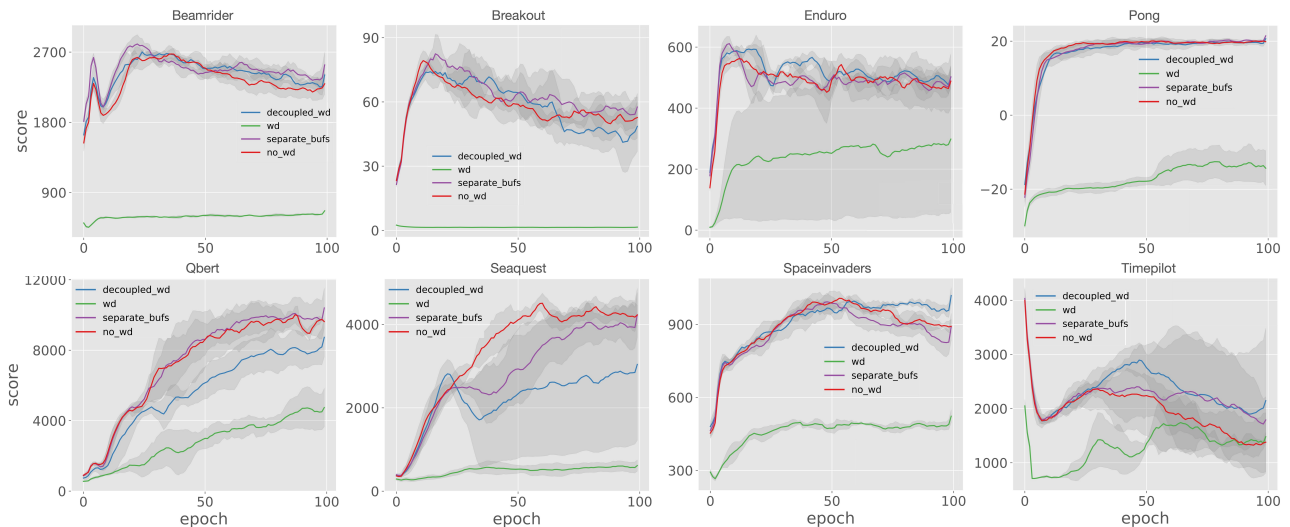 Beamrider
Breakout
Enduro
Pong
score
2700
1800
900
0
50
100
decoupled_wd
wd
separate_bufs
no_wd
90
60
30
0
0
50
100
decoupled_wd
wd
separate_bufs
no_wd
600
400
200
0
0
50
100
decoupled_wd
wd
separate_bufs
no_wd
20
0
−20
0
50
100
decoupled_wd
wd
separate_bufs
no_wd
Qbert
Seaquest
Spaceinvaders
Timepilot
score
12000
8000
4000
0
0
50
100
epoch
decoupled_wd
wd
separate_bufs
no_wd
4000
2000
0
0
50
100
epoch
decoupled_wd
wd
separate_bufs
no_wd
900
600
300
0
50
100
epoch
decoupled_wd
wd
separate_bufs
no_wd
4000
3000
2000
1000
0
50
100
epoch
decoupled_wd
wd
separate_bufs
no_wd